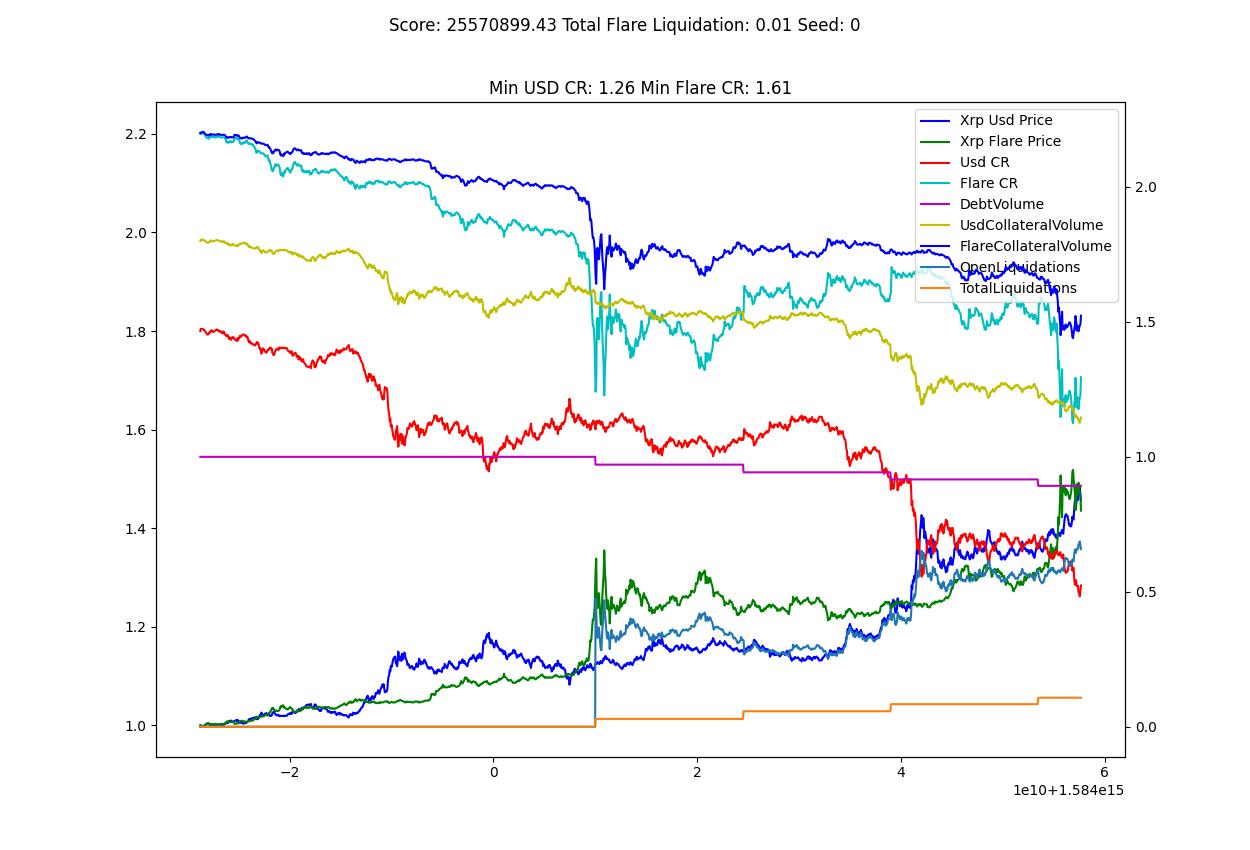 Score: 25570899.43 Total Flare Liquidation: 0.01 Seed: 0
Min USD CR: 1.26 Min Flare CR: 1.61
Xrp Usd Price
Xrp Flare Price
Usd CR
Flare CR
DebtVolume
UsdCollateralVolume
FlareCollateralVolume
OpenLiquidations
TotalLiquidations
2.2
2.0
1.8
1.6
1.4
1.2
1.0
2.0
1.5
1.0
0.5
0.0
−2 0 2 4 6
1e10+1.584e15